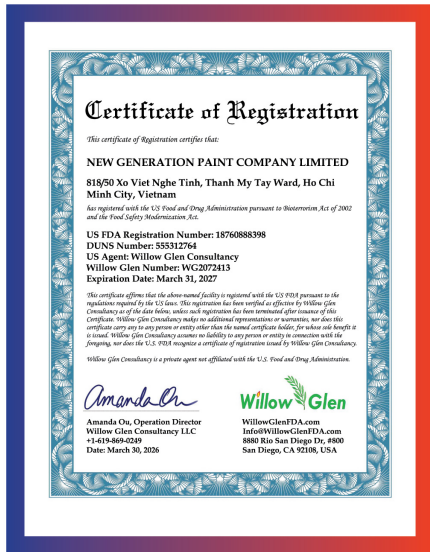 Certificate of Registration
This certificate of Registration certifies that:
NEW GENERATION PAINT COMPANY LIMITED
818/50 Xo Viet Nghe Tinh, Thanh My Tay Ward, Ho Chi
Minh City, Vietnam
has registered with the US Food and Drug Administration pursuant to Bioterrorism Act of 2002
and the Food Safety Modernization Act.
US FDA Registration Number: 18760888398
DUNS Number: 555312764
US Agent: Willow Glen Consultancy
Willow Glen Number: WG2072413
Expiration Date: March 31, 2027
This certificate affirms that the above-named facility is registered with the US FDA pursuant to the
regulations required by the US laws. This registration has been verified as effective by Willow Glen
Consultancy as of the date below, unless such registration has been terminated after issuance of this
Certificate. Willow Glen Consultancy makes no additional representations or warranties, nor does this
certificate carry any to any person or entity other than the named certificate holder, for whose sole benefit it
is issued. Willow Glen Consultancy assumes no liability to any person or entity in connection with the
foregoing, nor does the U.S. FDA recognize a certificate of registration issued by Willow Glen Consultancy.
Willow Glen Consultancy is a private agent not affiliated with the U.S. Food and Drug Administration.
Amanda Ou
Willow Glen
Amanda Ou, Operation Director
Willow Glen Consultancy LLC
+1-619-869-0249
Date: March 30, 2026
WillowGlenFDA.com
Info@WillowGlenFDA.com
8880 Rio San Diego Dr, #800
San Diego, CA 92108, USA